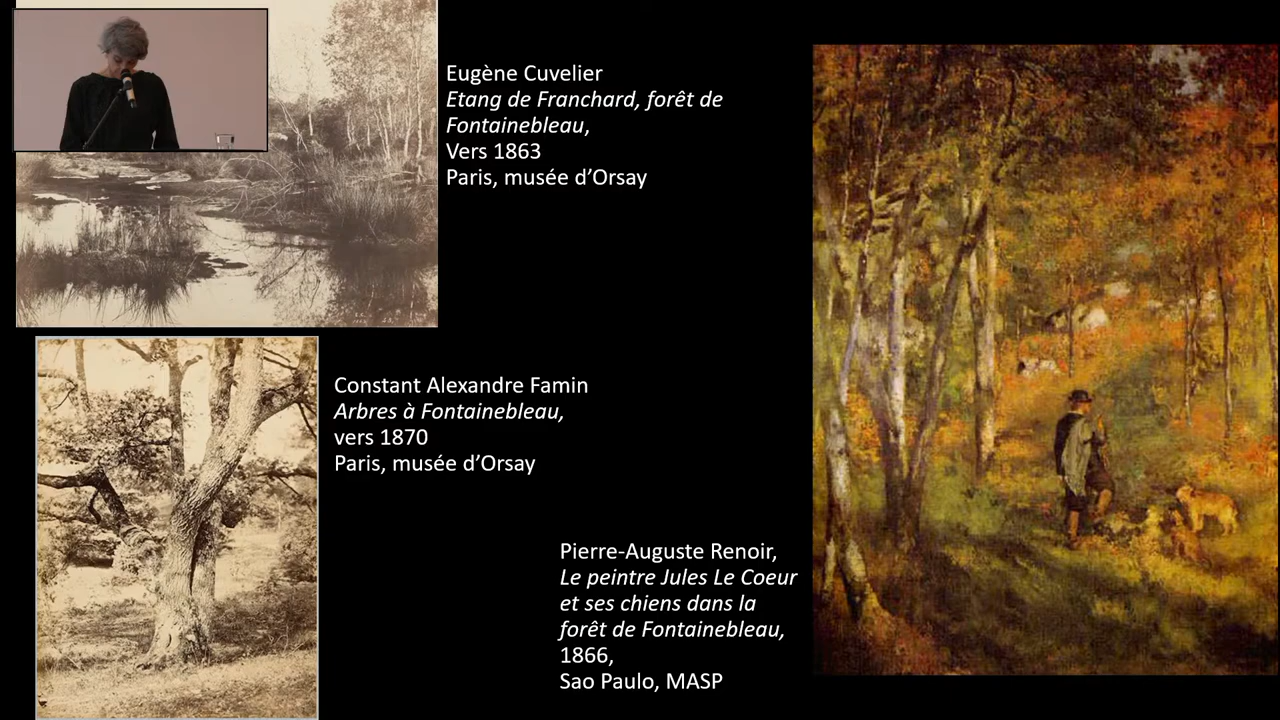 Eugène Cuvelier
Etang de Franchard, forêt de
Fontainebleau,
Vers 1863
Paris, musée d’Orsay
Constant Alexandre Famin
Arbres à Fontainebleau,
vers 1870
Paris, musée d’Orsay
Pierre-Auguste Renoir,
Le peintre Jules Le Coeur
et ses chiens dans la
forêt de Fontainebleau,
1866,
Sao Paulo, MASP